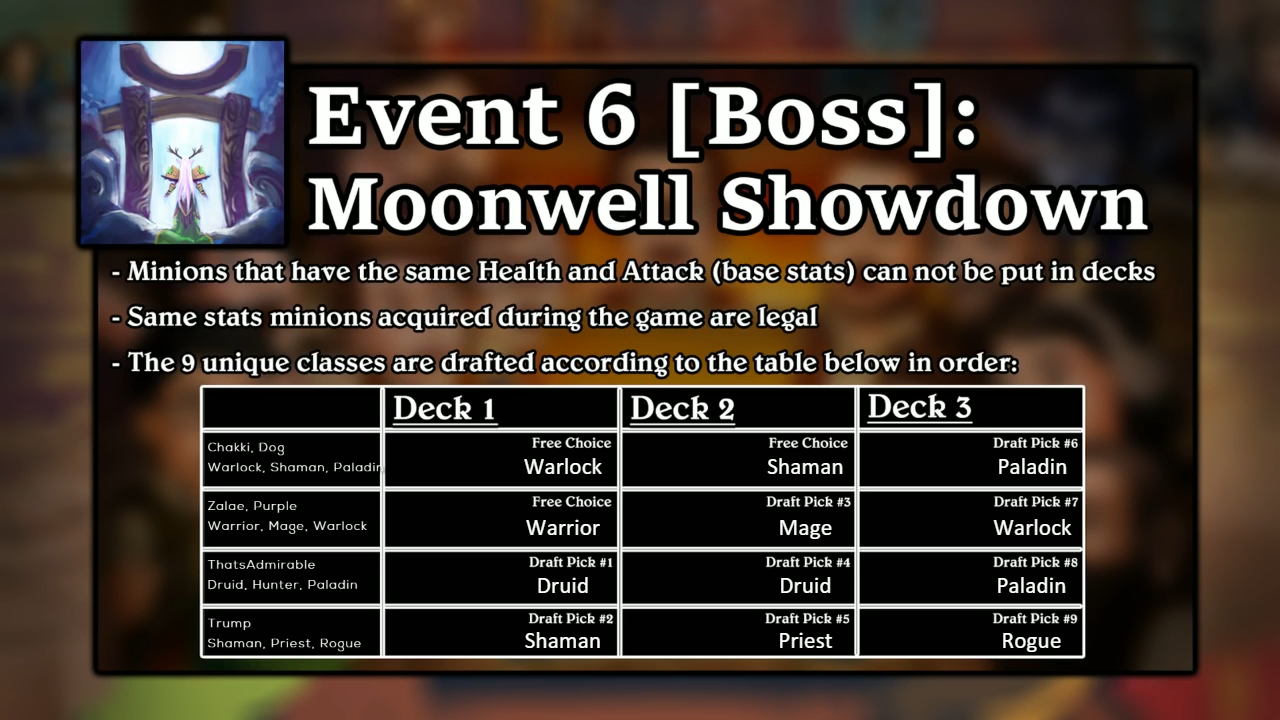 Event 6 [Boss]:
Moonwell Showdown
- Minions that have the same Health and Attack (base stats) can not be put in decks
- Same stats minions acquired during the game are legal
- The 9 unique classes are drafted according to the table below in order:
Deck 1 Deck 2 Deck 3
Chakki, Dog
Warlock, Shaman, Paladin
Free Choice
Warlock
Free Choice
Shaman
Draft Pick #6
Paladin
Zalae, Purple
Warrior, Mage, Warlock
Free Choice
Warrior
Draft Pick #3
Mage
Draft Pick #7
Warlock
ThatsAdmirable
Druid, Hunter, Paladin
Draft Pick #1
Druid
Draft Pick #4
Druid
Draft Pick #8
Paladin
Trump
Shaman, Priest, Rogue
Draft Pick #2
Shaman
Draft Pick #5
Priest
Draft Pick #9
Rogue